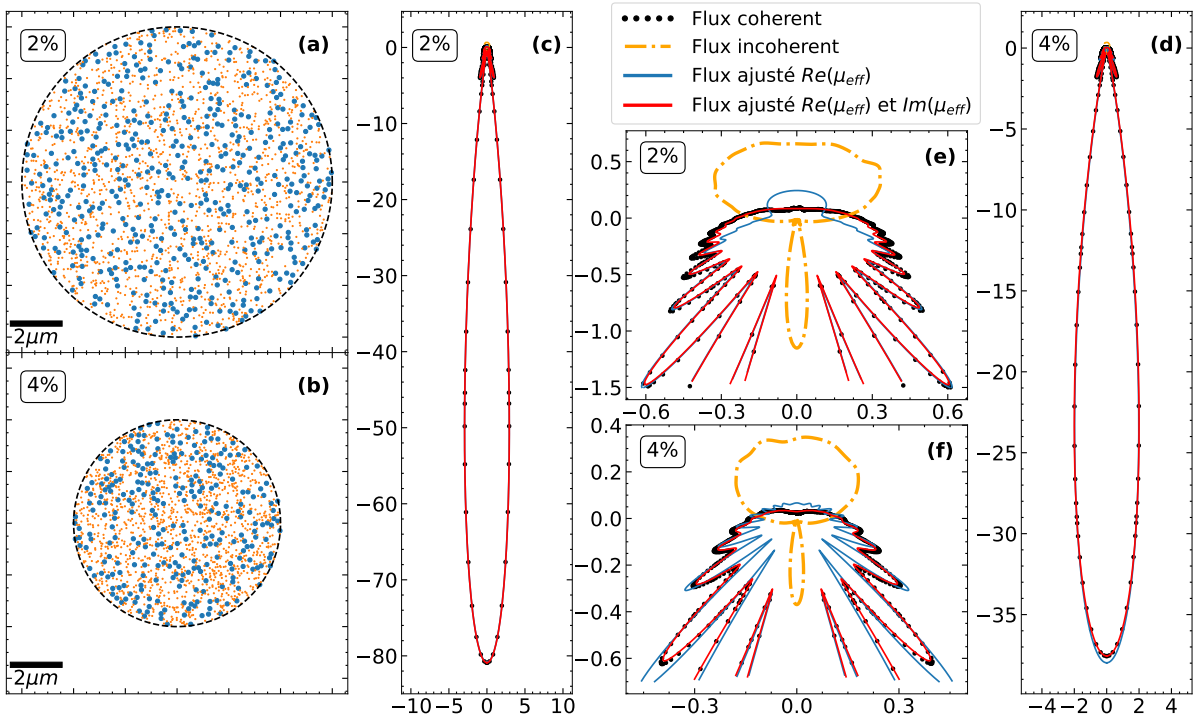 2%
(a)
2μm
4%
(b)
2μm
2%
(c)
0
−10
−20
−30
−40
−50
−60
−70
−80
−10 −5 0 5 10
Flux coherent
Flux incoherent
Flux ajusté Re(μeff)
Flux ajusté Re(μeff) et Im(μeff)
2%
(e)
0.5
0.0
−0.5
−1.0
−1.5
−0.6 −0.3 0.0 0.3 0.6
4%
(f)
0.4
0.2
0.0
−0.2
−0.4
−0.6
−0.3 0.0 0.3
4%
(d)
0
−5
−10
−15
−20
−25
−30
−35
−4 −2 0 2 4